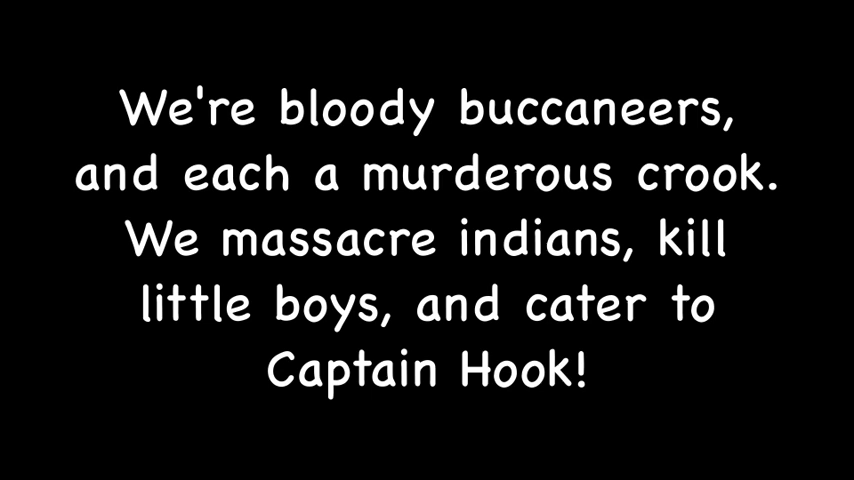 We're bloody buccaneers,
and each a murderous crook.
We massacre indians, kill
little boys, and cater to
Captain Hook!